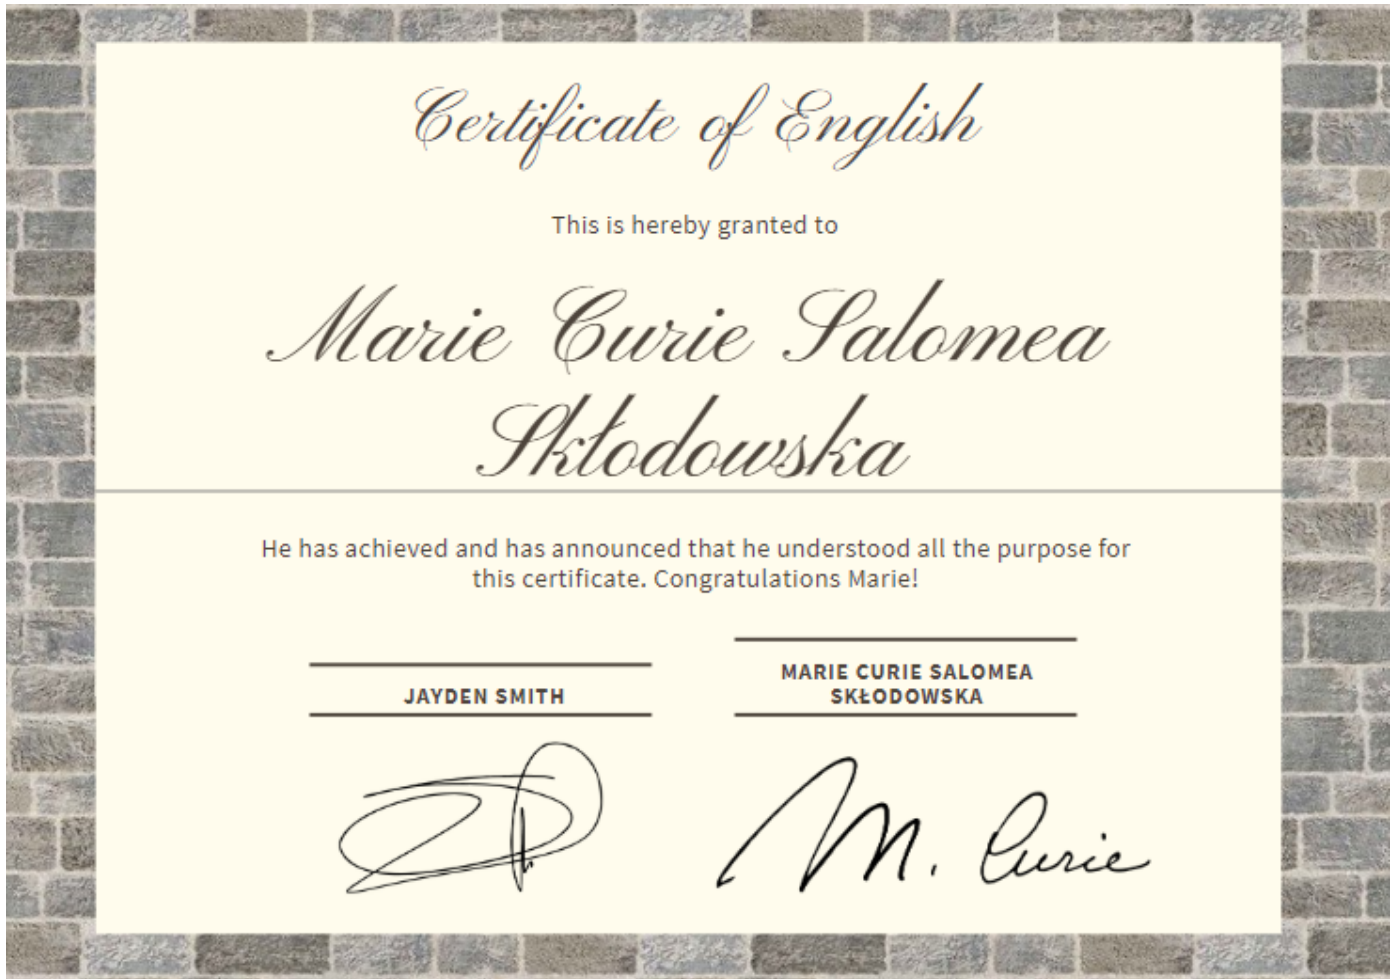 Certificate of English
This is hereby granted to
Marie Curie Salomea
Skłodowska
He has achieved and has announced that he understood all the purpose for
this certificate. Congratulations Marie!
JAYDEN SMITH
MARIE CURIE SALOMEA
SKŁODOWSKA
M. Curie